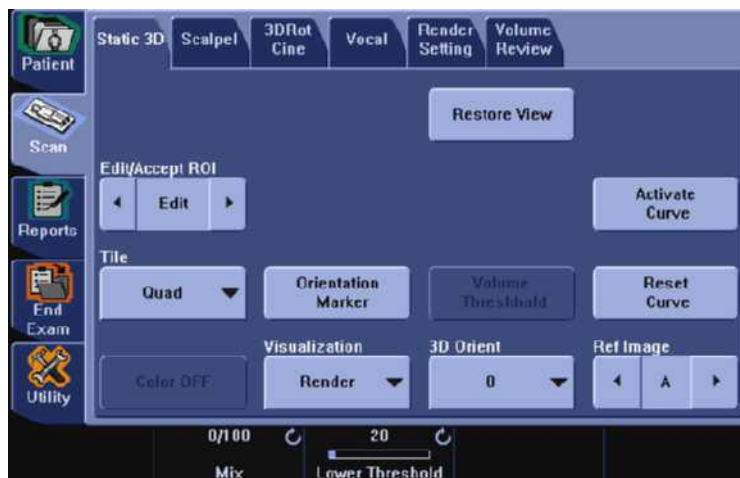 Patient
Scan
Reports
End
Exam
Utility
Static 3D
Scalpel
3DRot
Cine
Vocal
Render
Setting
Volume
Review
Restore View
Edit/Accept ROI
Edit
Activate
Curve
Tile
Quad
Orientation
Marker
Volume
Threshhold
Reset
Curve
Color OFF
Visualization
Render
3D Orient
0
Ref Image
A
0/100
20
Mix
Lower Threshold